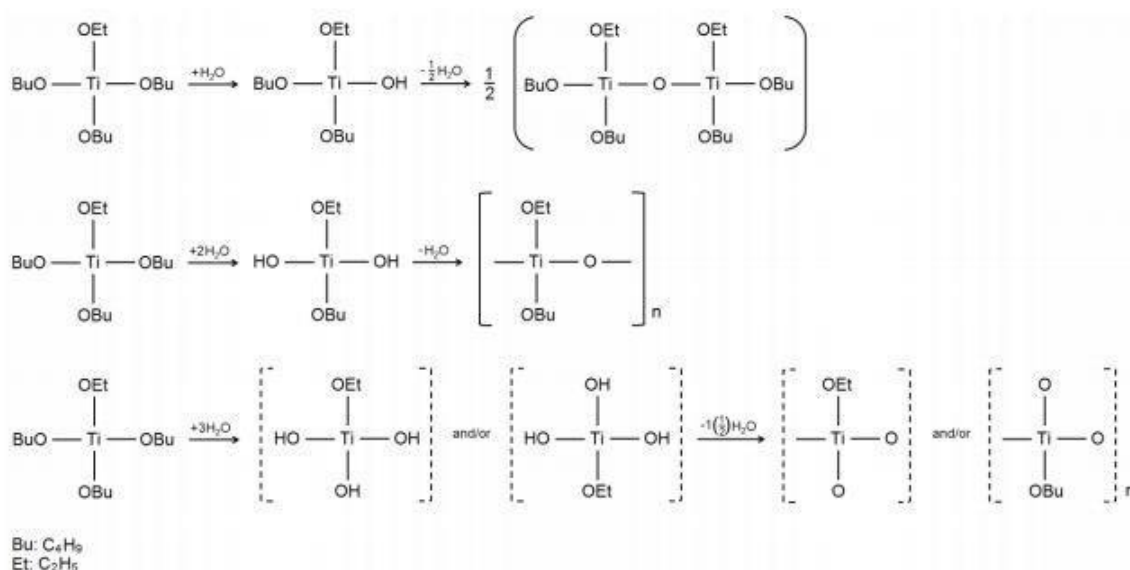 OEt OEt OEt OEt
BuO—Ti—OBu +H₂O BuO—Ti—OH -½H₂O ½ ( BuO—Ti—O—Ti—OBu )
OBu OBu OBu OBu
OEt OEt OEt
BuO—Ti—OBu +2H₂O HO—Ti—OH -H₂O [ —Ti—O— ]
OBu OBu OBu n
OEt OEt OH OEt O
BuO—Ti—OBu +3H₂O [ HO—Ti—OH ] and/or [ HO—Ti—OH ] -1(½)H₂O [ —Ti—O ] and/or [ —Ti—O ]
OBu OH OEt O OBu n
Bu: C₄H₉
Et: C₂H₅